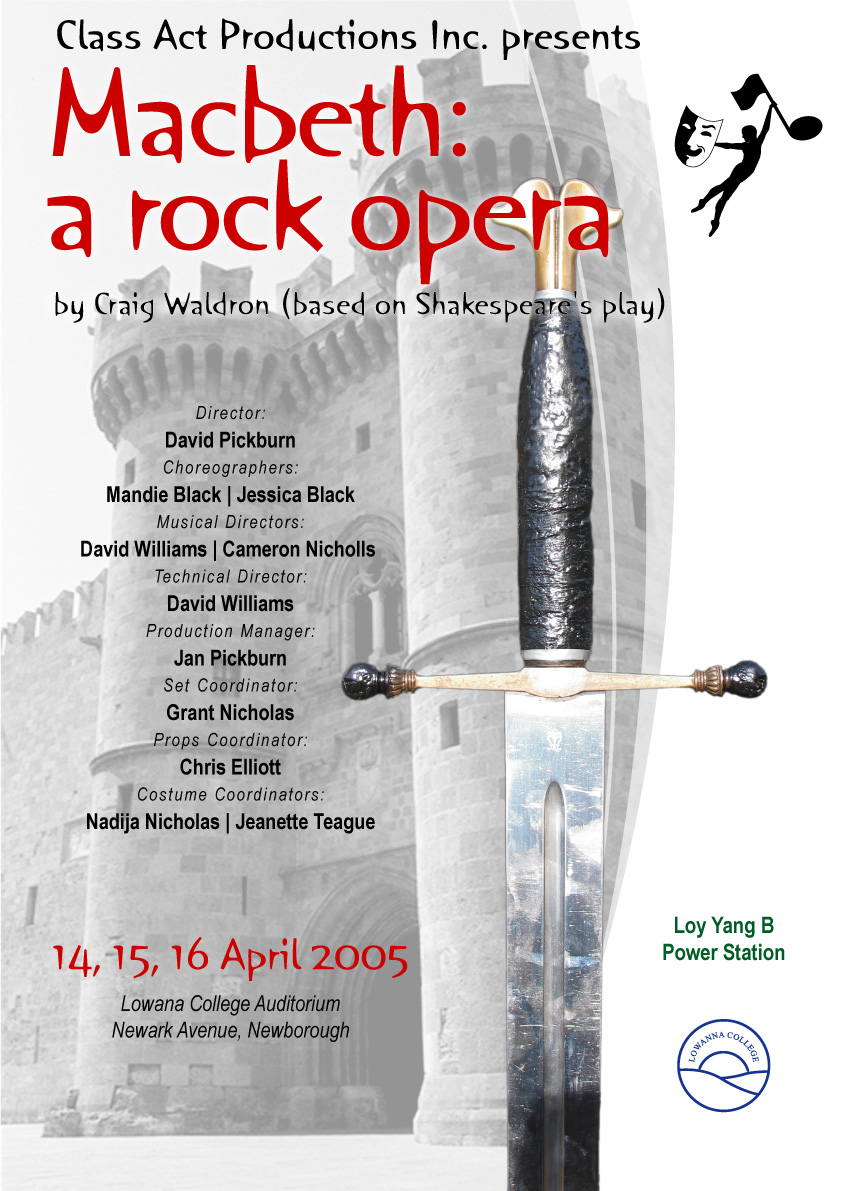 Class Act Productions Inc. presents
Macbeth:
a rock opera
by Craig Waldron (based on Shakespeare's play)
Director:
David Pickburn
Choreographers:
Mandie Black | Jessica Black
Musical Directors:
David Williams | Cameron Nicholls
Technical Director:
David Williams
Production Manager:
Jan Pickburn
Set Coordinator:
Grant Nicholas
Props Coordinator:
Chris Elliott
Costume Coordinators:
Nadija Nicholas | Jeanette Teague
14, 15, 16 April 2005
Lowana College Auditorium
Newark Avenue, Newborough
Loy Yang B
Power Station
LOWANNA COLLEGE